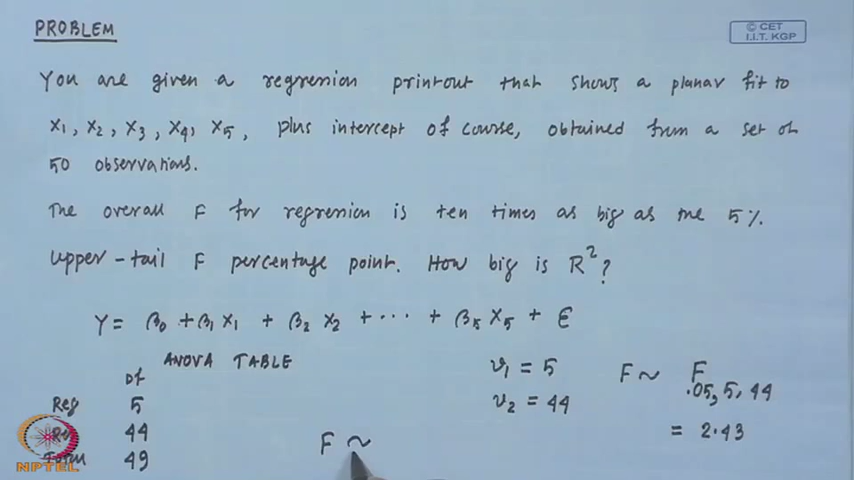 PROBLEM
© CET
I.I.T. KGP
You are given a regression printout that shows a planar fit to
X1, X2, X3, X4, X5, plus intercept of course, obtained from a set of
50 observations.
The overall F for regression is ten times as big as the 5%
upper-tail F percentage point. How big is R²?
Y = β0 + β1 X1 + β2 X2 + ··· + β5 X5 + ε
ANOVA TABLE
Df
Reg 5
44
Total 49
ν1 = 5
ν2 = 44
F ~ F .05, 5, 44
= 2.43
F ~
NPTEL